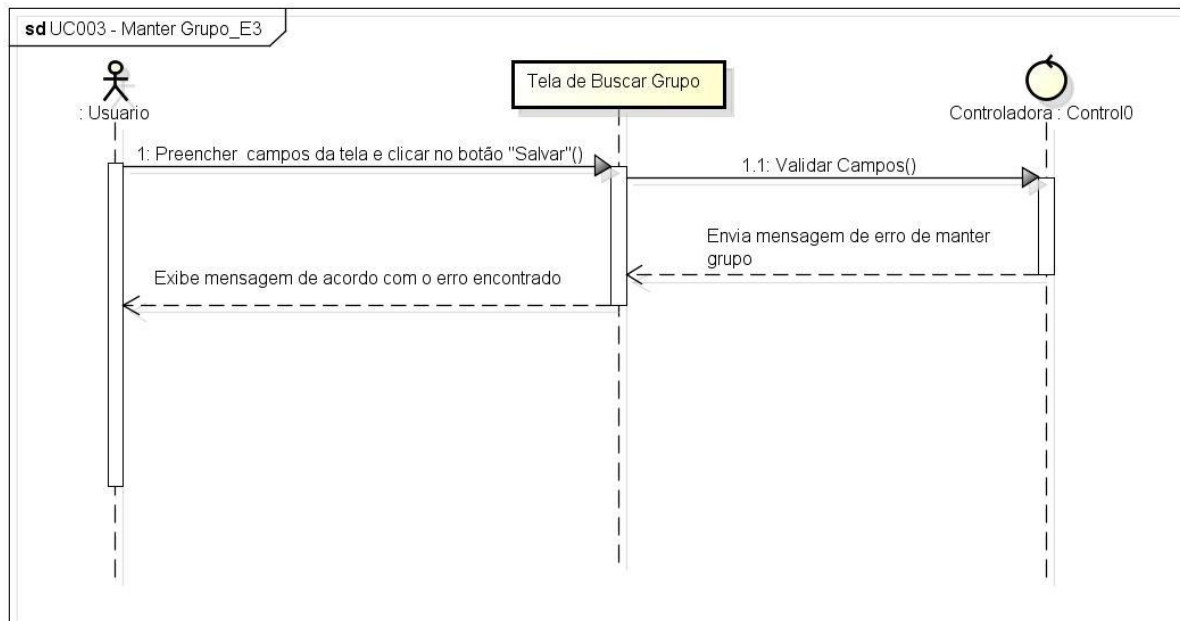 sd UC003 - Manter Grupo_E3
: Usuario
Tela de Buscar Grupo
Controladora : Control0
1: Preencher campos da tela e clicar no botão "Salvar"()
1.1: Validar Campos()
Envia mensagem de erro de manter
grupo
Exibe mensagem de acordo com o erro encontrado